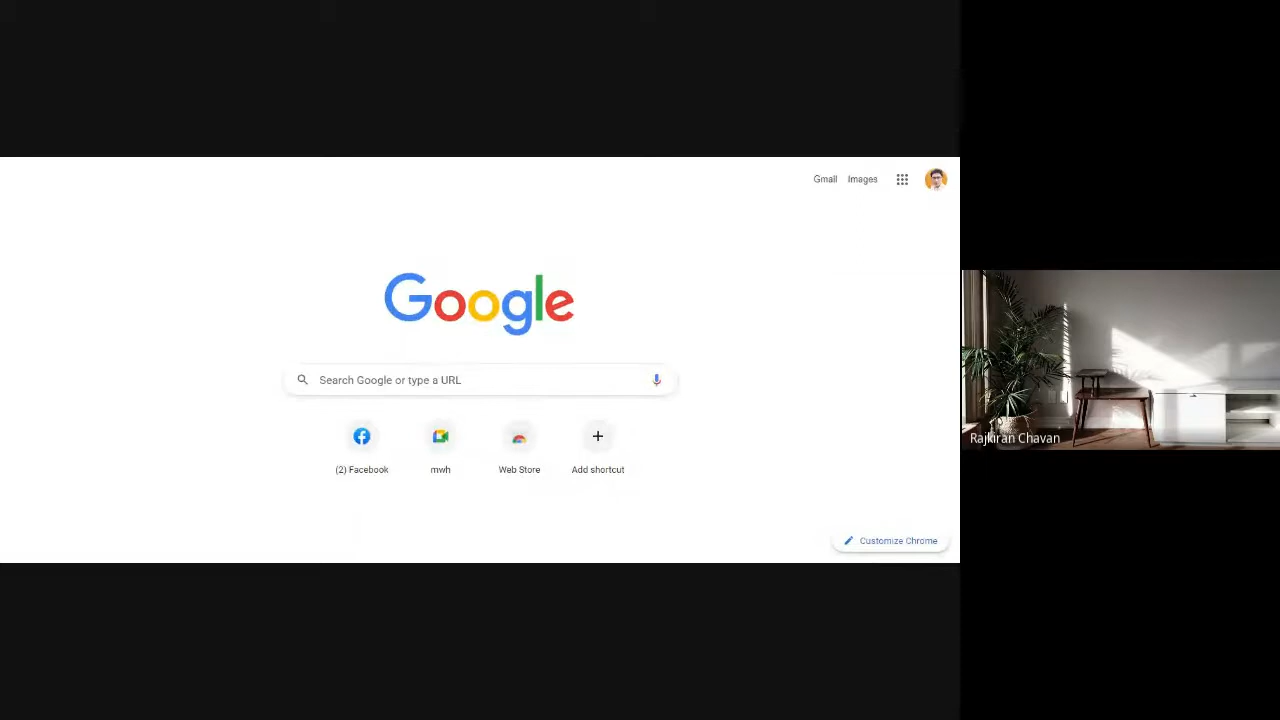 Gmail Images
Google
Search Google or type a URL
(2) Facebook mwh Web Store Add shortcut
Customize Chrome
Rajkiran Chavan